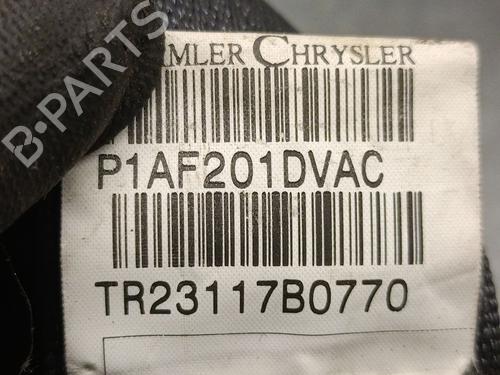 B-PARTS
MLER CHRYSLER
P1AF201DVAC
TR23117B0770